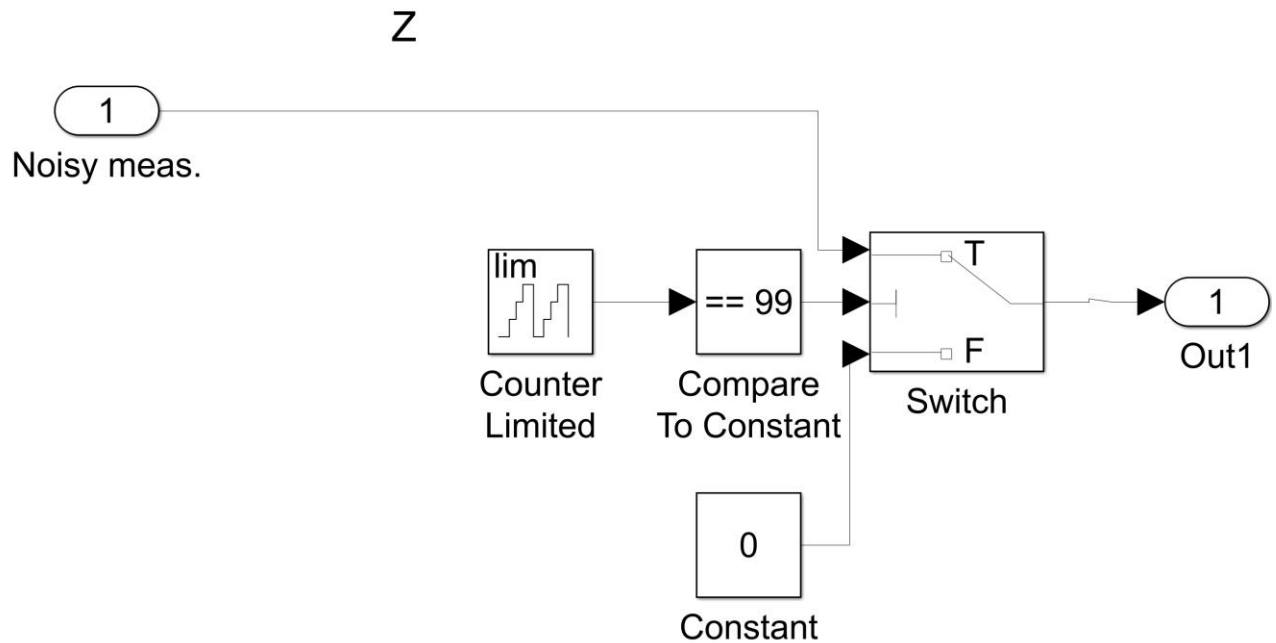 Z
1
Noisy meas.
lim
== 99
T
F
1
Out1
Counter
Limited
Compare
To Constant
Switch
0
Constant